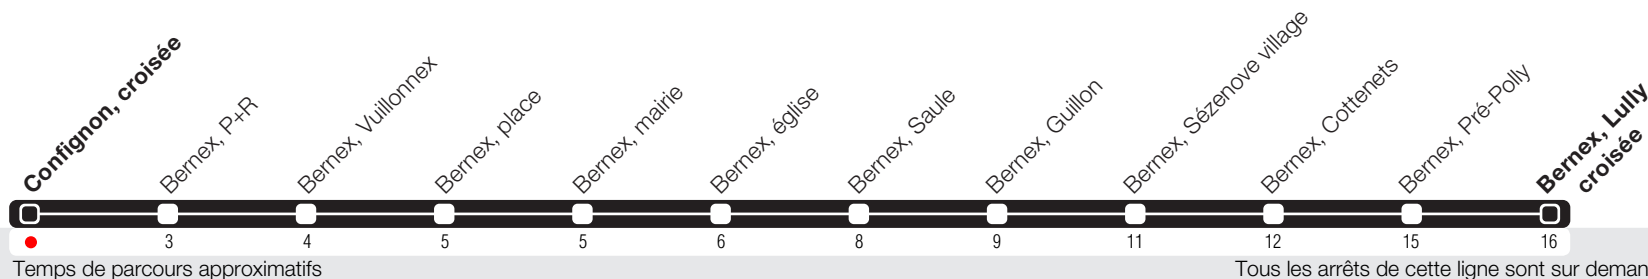 Confignon, croisée
Bernex, P+R
Bernex, Vuillonnex
Bernex, place
Bernex, mairie
Bernex, église
Bernex, Saule
Bernex, Guillon
Bernex, Sézenove village
Bernex, Cottenets
Bernex, Pré-Polly
Bernex, Lully
croisée
3 4 5 5 6 8 9 11 12 15 16
Temps de parcours approximatifs
Tous les arrêts de cette ligne sont sur deman